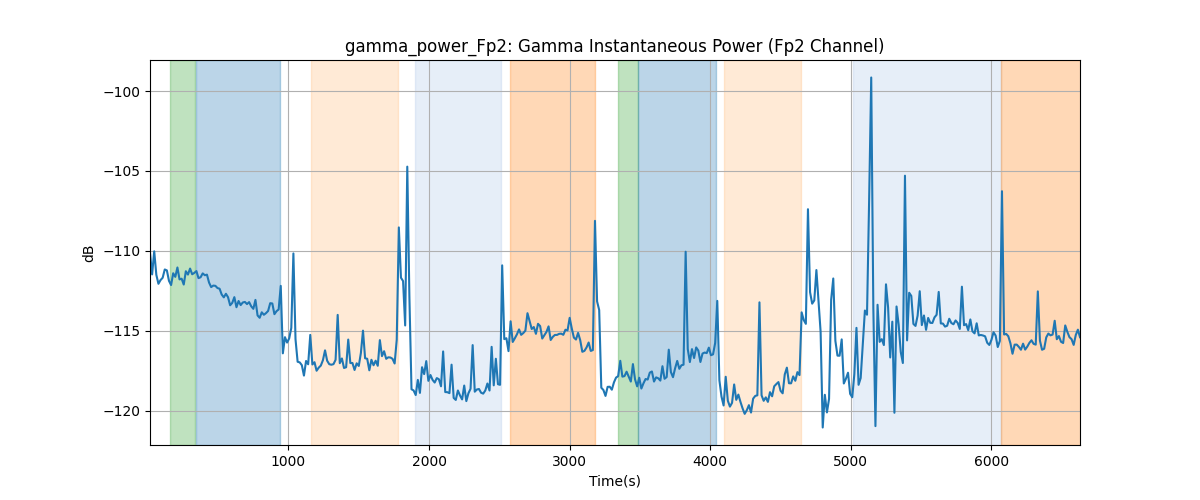 gamma_power_Fp2: Gamma Instantaneous Power (Fp2 Channel)
−100
−105
−110
−115
−120
dB
1000 2000 3000 4000 5000 6000
Time(s)